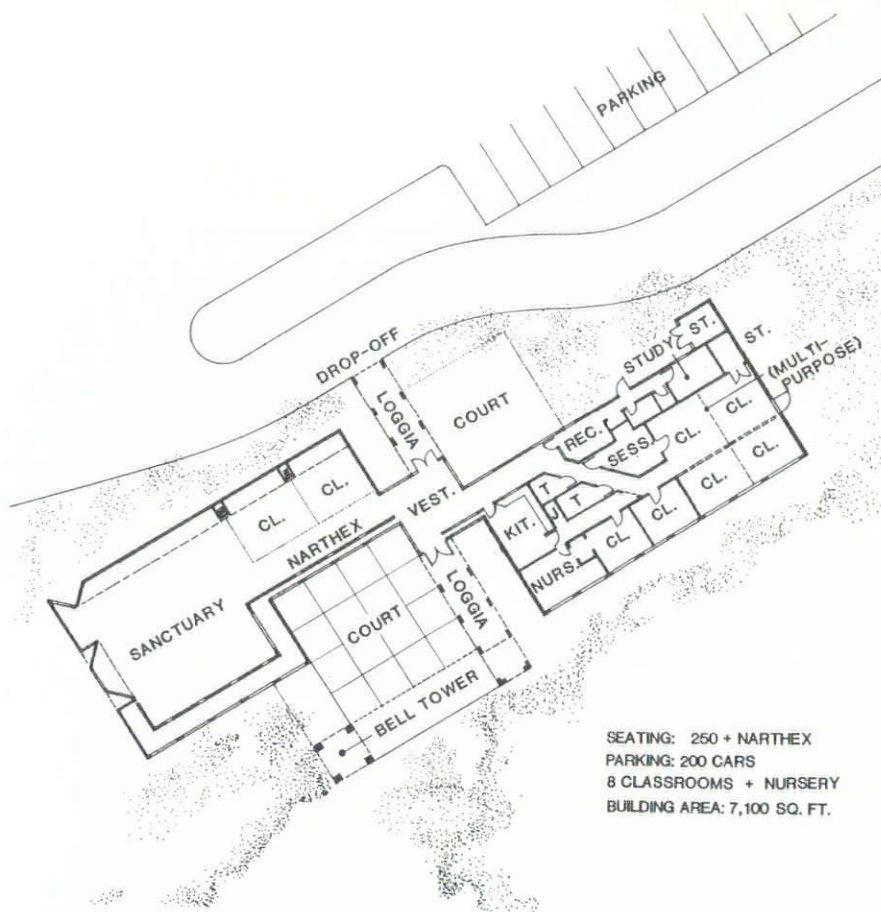 PARKING
DROP-OFF
LOGGIA
COURT
STUDY
ST.
ST.
(MULTI-
PURPOSE)
REC.
SESS.
CL.
CL.
CL.
CL.
VEST.
KIT.
T
T
CL.
CL.
NURS.
CL.
CL.
NARTHEX
SANCTUARY
COURT
LOGGIA
BELL TOWER
SEATING: 250 + NARTHEX
PARKING: 200 CARS
8 CLASSROOMS + NURSERY
BUILDING AREA: 7,100 SQ. FT.